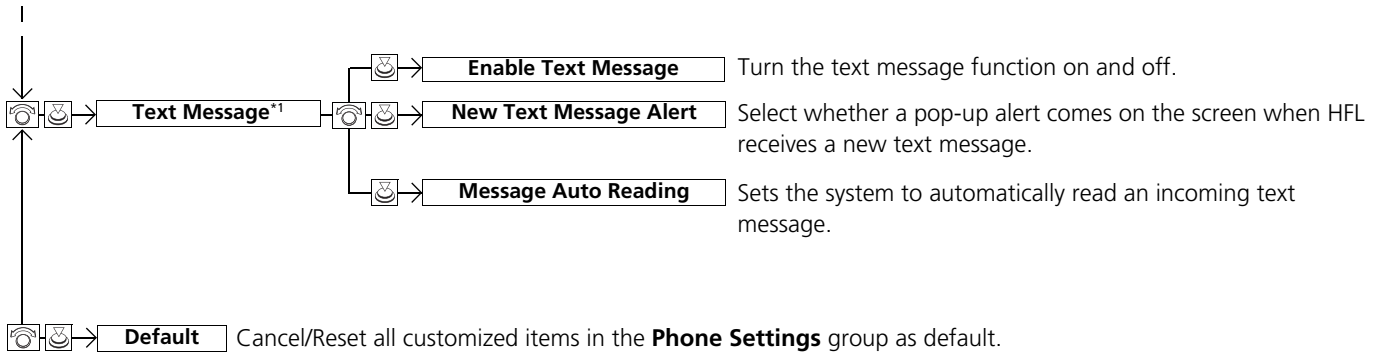 Enable Text Message Turn the text message function on and off.
Text Message*1 New Text Message Alert Select whether a pop-up alert comes on the screen when HFL
receives a new text message.
Message Auto Reading Sets the system to automatically read an incoming text
message.
Default Cancel/Reset all customized items in the Phone Settings group as default.